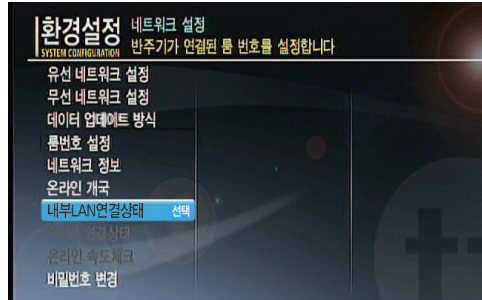 환경설정 네트워크 설정
SYSTEM CONFIGURATION 반주기가 연결된 룸 번호를 설정합니다
유선 네트워크 설정
무선 네트워크 설정
데이터 업데이트 방식
룸번호 설정
네트워크 정보
온라인 개국
내부LAN연결상태 선택
연결상태
온라인 속도체크
비밀번호 변경